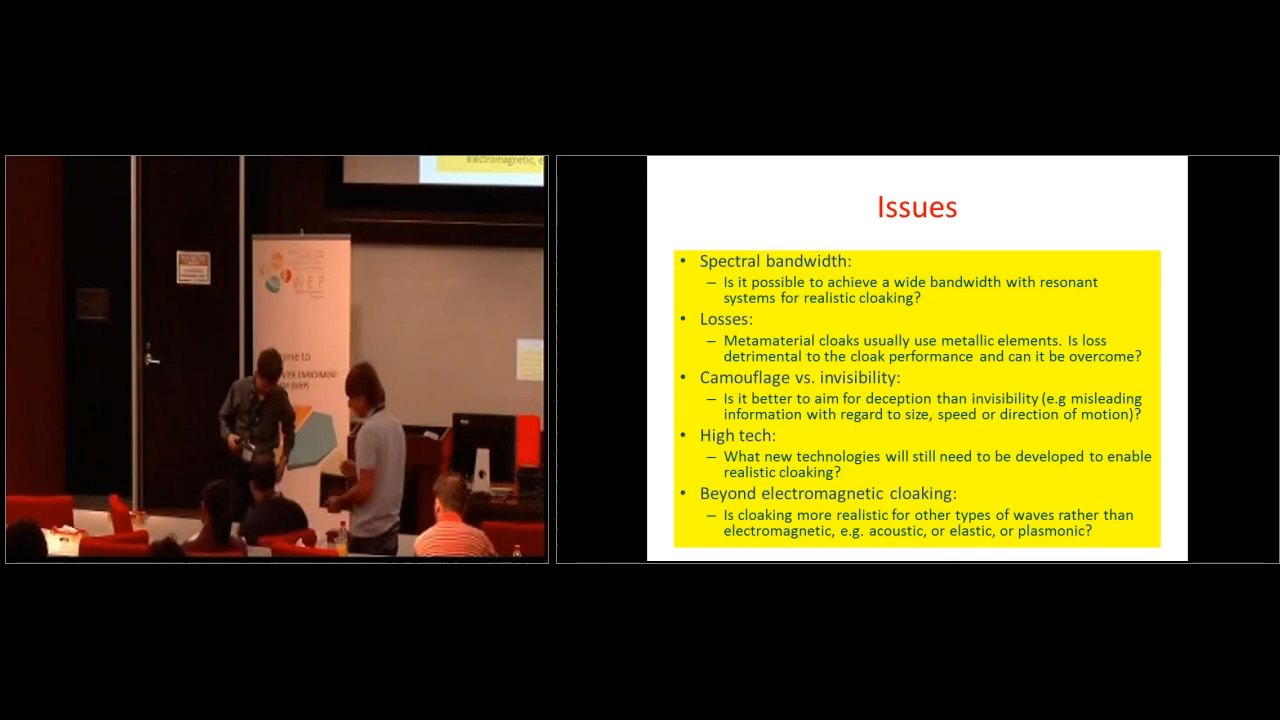 electromagnetic, e
WEP
Issues
• Spectral bandwidth:
– Is it possible to achieve a wide bandwidth with resonant
systems for realistic cloaking?
• Losses:
– Metamaterial cloaks usually use metallic elements. Is loss
detrimental to the cloak performance and can it be overcome?
• Camouflage vs. invisibility:
– Is it better to aim for deception than invisibility (e.g misleading
information with regard to size, speed or direction of motion)?
• High tech:
– What new technologies will still need to be developed to enable
realistic cloaking?
• Beyond electromagnetic cloaking:
– Is cloaking more realistic for other types of waves rather than
electromagnetic, e.g. acoustic, or elastic, or plasmonic?